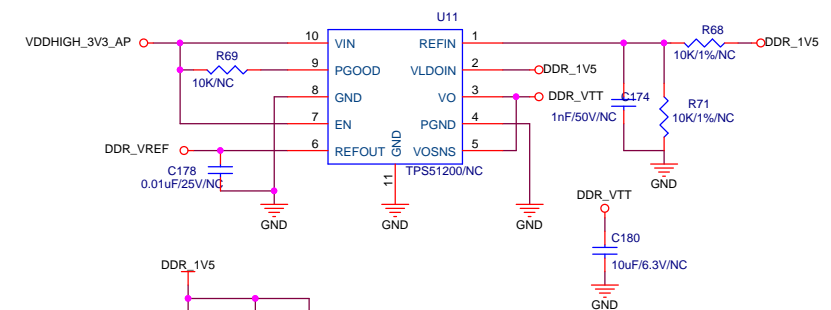 U11
VDDHIGH_3V3_AP
10
VIN
REFIN
1
R68
10K/1%/NC
DDR_1V5
R69
10K/NC
9
PGOOD
VLDOIN
2
DDR_1V5
8
GND
VO
3
DDR_VTT
C174
1nF/50V/NC
R71
10K/1%/NC
7
EN
PGND
4
DDR_VREF
6
REFOUT
GND
VOSNS
5
TPS51200/NC
11
C178
0.01uF/25V/NC
GND
GND
GND
GND
DDR_VTT
C180
10uF/6.3V/NC
GND
DDR_1V5